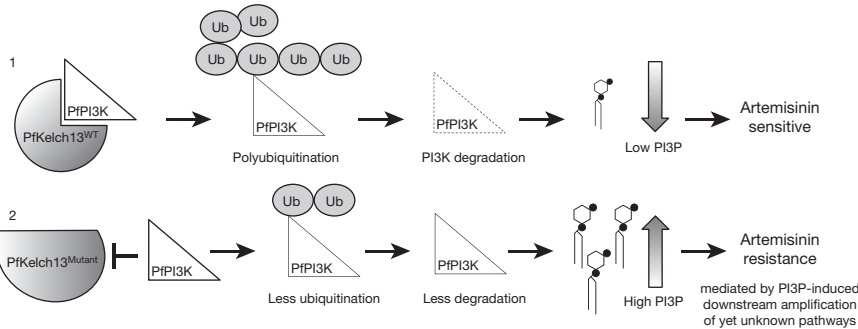 1
Ub
Ub
Ub
Ub
Ub
Ub
PfPI3K
PfKelch13WT
PfPI3K
PfPI3K
Polyubiquitination
PI3K degradation
Low PI3P
Artemisinin
sensitive
2
Ub
Ub
PfKelch13Mutant
PfPI3K
PfPI3K
PfPI3K
Less ubiquitination
Less degradation
High PI3P
Artemisinin
resistance
mediated by PI3P-induced
downstream amplification
of yet unknown pathways